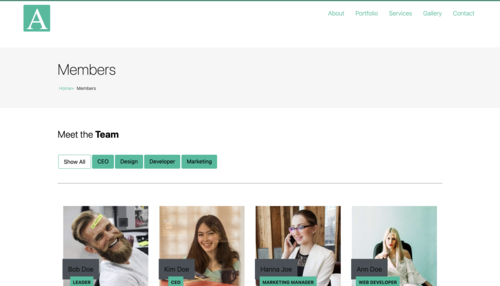 A
About Portfolio Services Gallery Contact
Members
Home> Members
Meet the Team
Show All CEO Design Developer Marketing
Bob Doe Kim Doe Hanna Joe Ann Doe
LEADER CEO MARKETING MANAGER WEB DEVELOPER